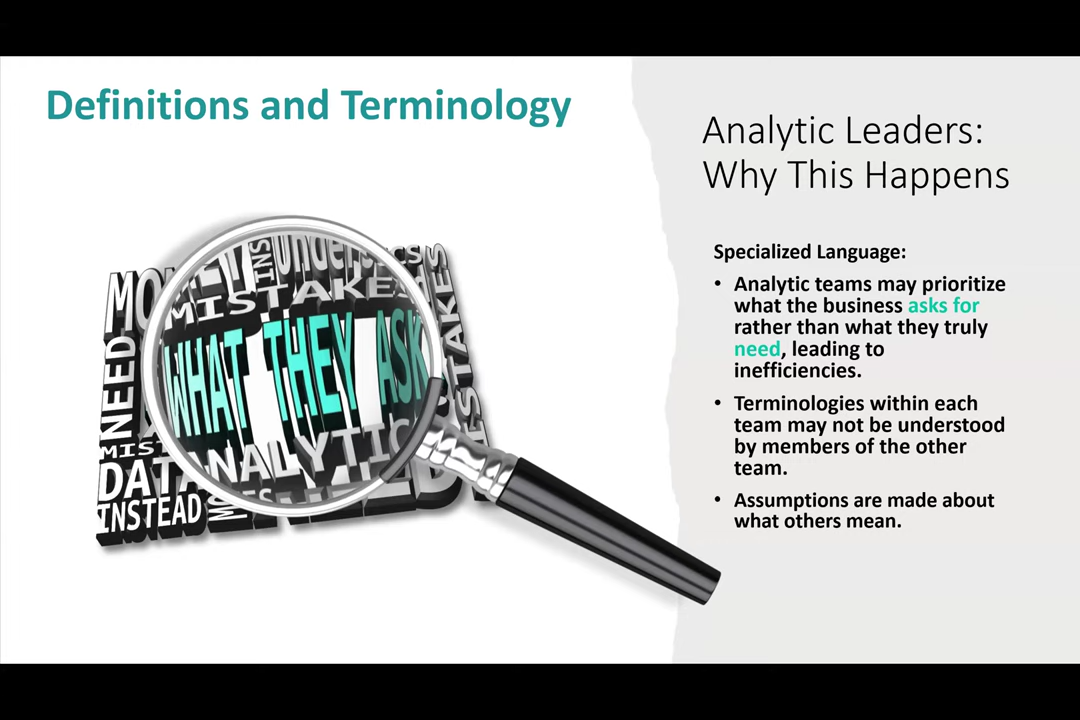 Definitions and Terminology
Analytic Leaders:
Why This Happens
Specialized Language:
• Analytic teams may prioritize
what the business asks for
rather than what they truly
need, leading to
inefficiencies.
• Terminologies within each
team may not be understood
by members of the other
team.
• Assumptions are made about
what others mean.
MISTAKE
WHAT THEY ASK
NEED
DATA
ANALYTIC
INSTEAD